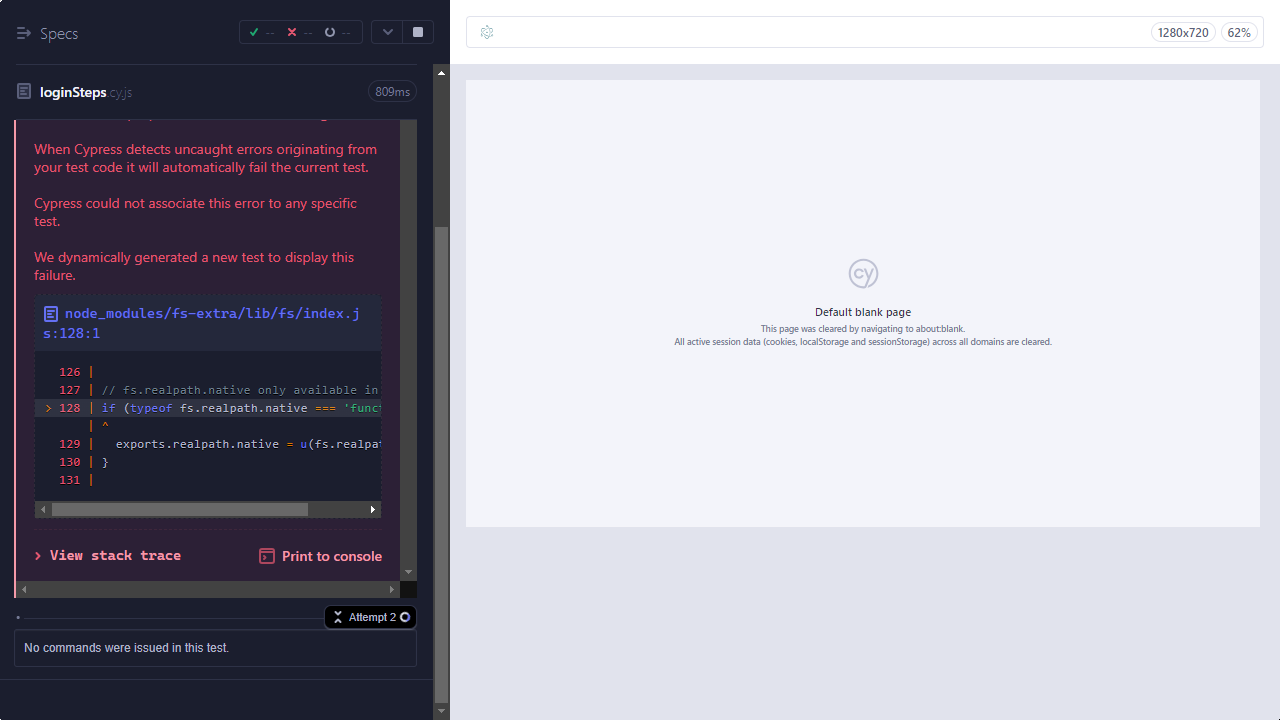 Specs
-- -- --
1280x720
62%
loginSteps.cy.js
809ms
When Cypress detects uncaught errors originating from
your test code it will automatically fail the current test.
Cypress could not associate this error to any specific
test.
We dynamically generated a new test to display this
failure.
node_modules/fs-extra/lib/fs/index.j
s:128:1
126 |
127 | // fs.realpath.native only available in
> 128 | if (typeof fs.realpath.native === 'funct
| ^
129 | exports.realpath.native = u(fs.realpat
130 | }
131 |
> View stack trace
Print to console
Attempt 2
No commands were issued in this test.
cy
Default blank page
This page was cleared by navigating to about:blank.
All active session data (cookies, localStorage and sessionStorage) across all domains are cleared.